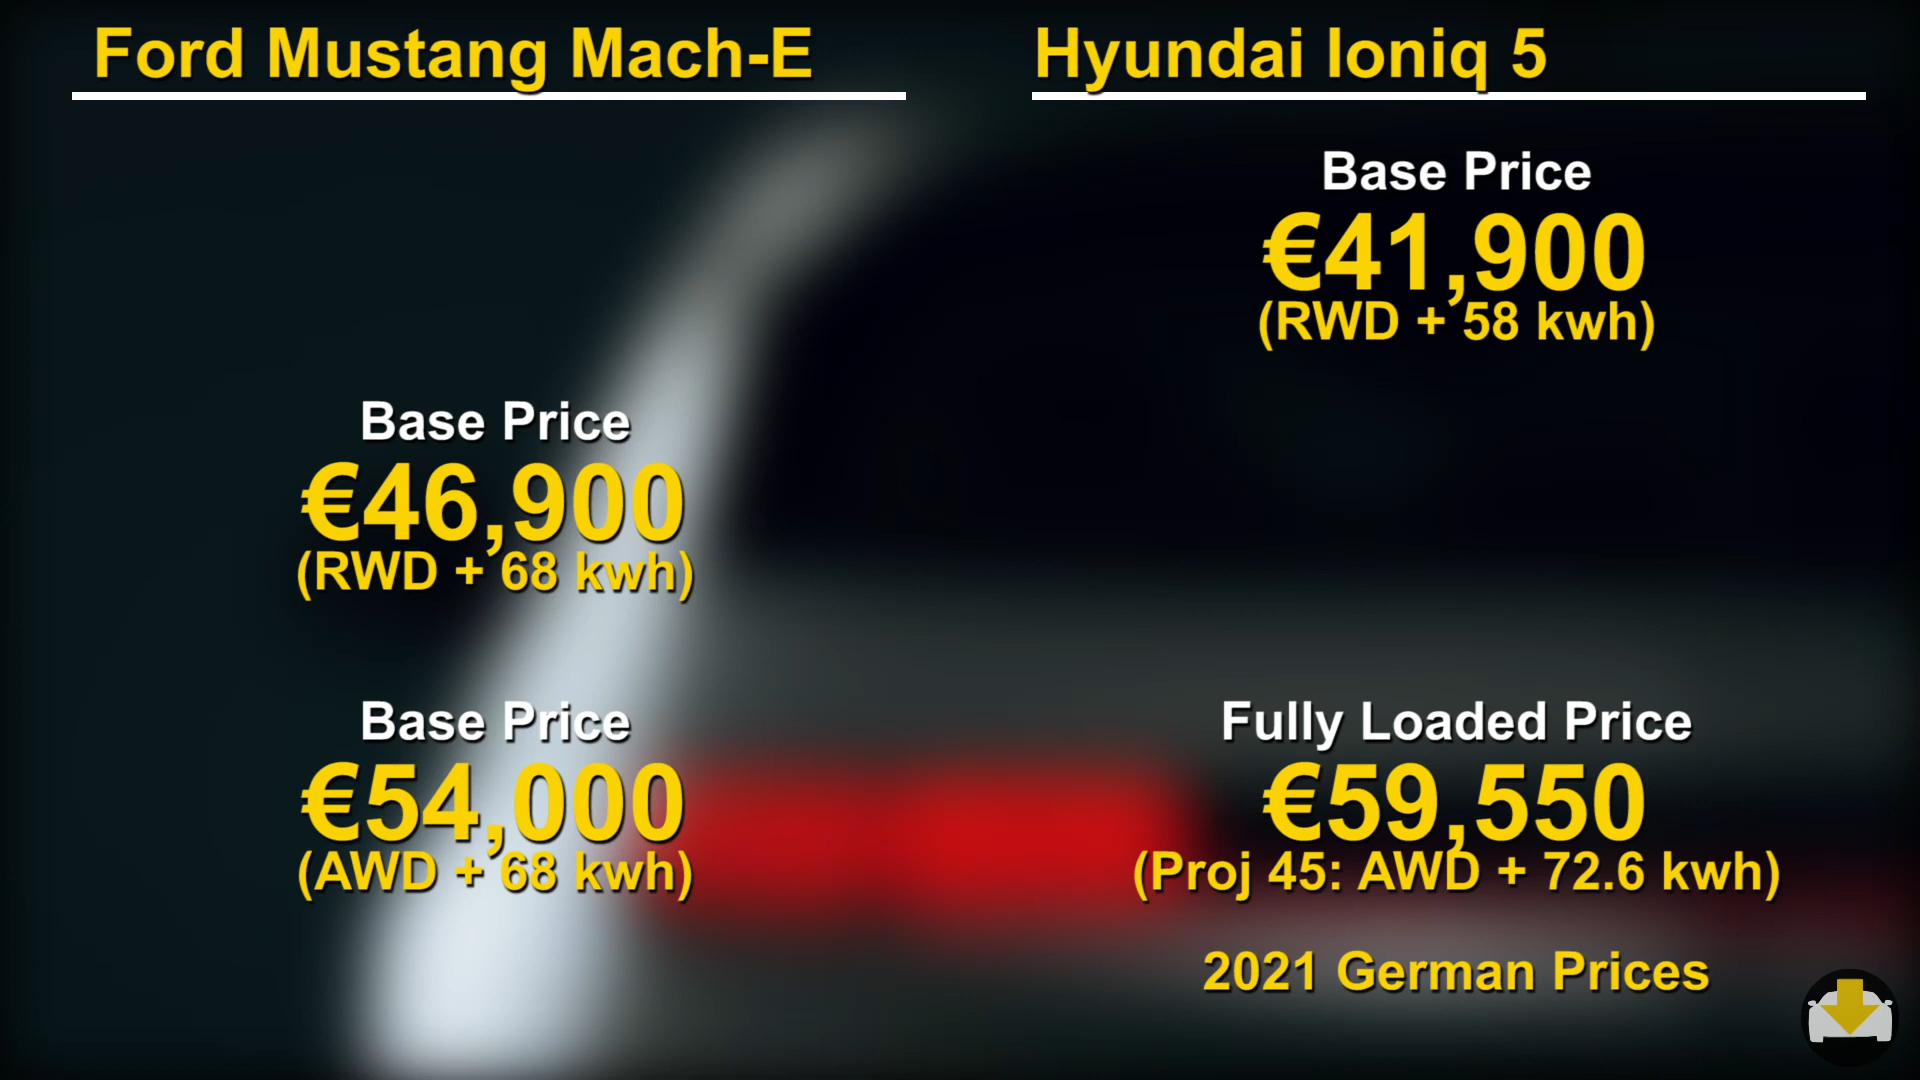 Ford Mustang Mach-E
Base Price
€46,900
(RWD + 68 kwh)
Base Price
€54,000
(AWD + 68 kwh)
Hyundai Ioniq 5
Base Price
€41,900
(RWD + 58 kwh)
Fully Loaded Price
€59,550
(Proj 45: AWD + 72.6 kwh)
2021 German Prices